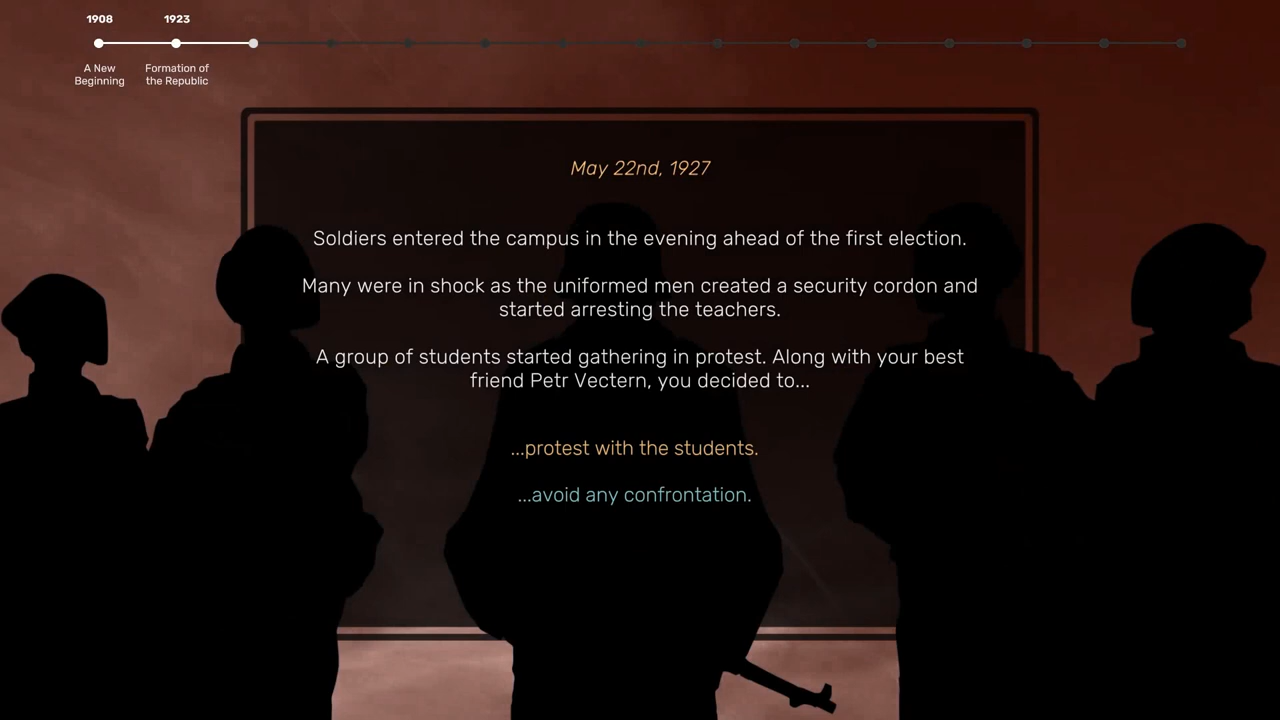 1908
1923
A New
Beginning
Formation of
the Republic
May 22nd, 1927
Soldiers entered the campus in the evening ahead of the first election.
Many were in shock as the uniformed men created a security cordon and
started arresting the teachers.
A group of students started gathering in protest. Along with your best
friend Petr Vectern, you decided to...
...protest with the students.
...avoid any confrontation.